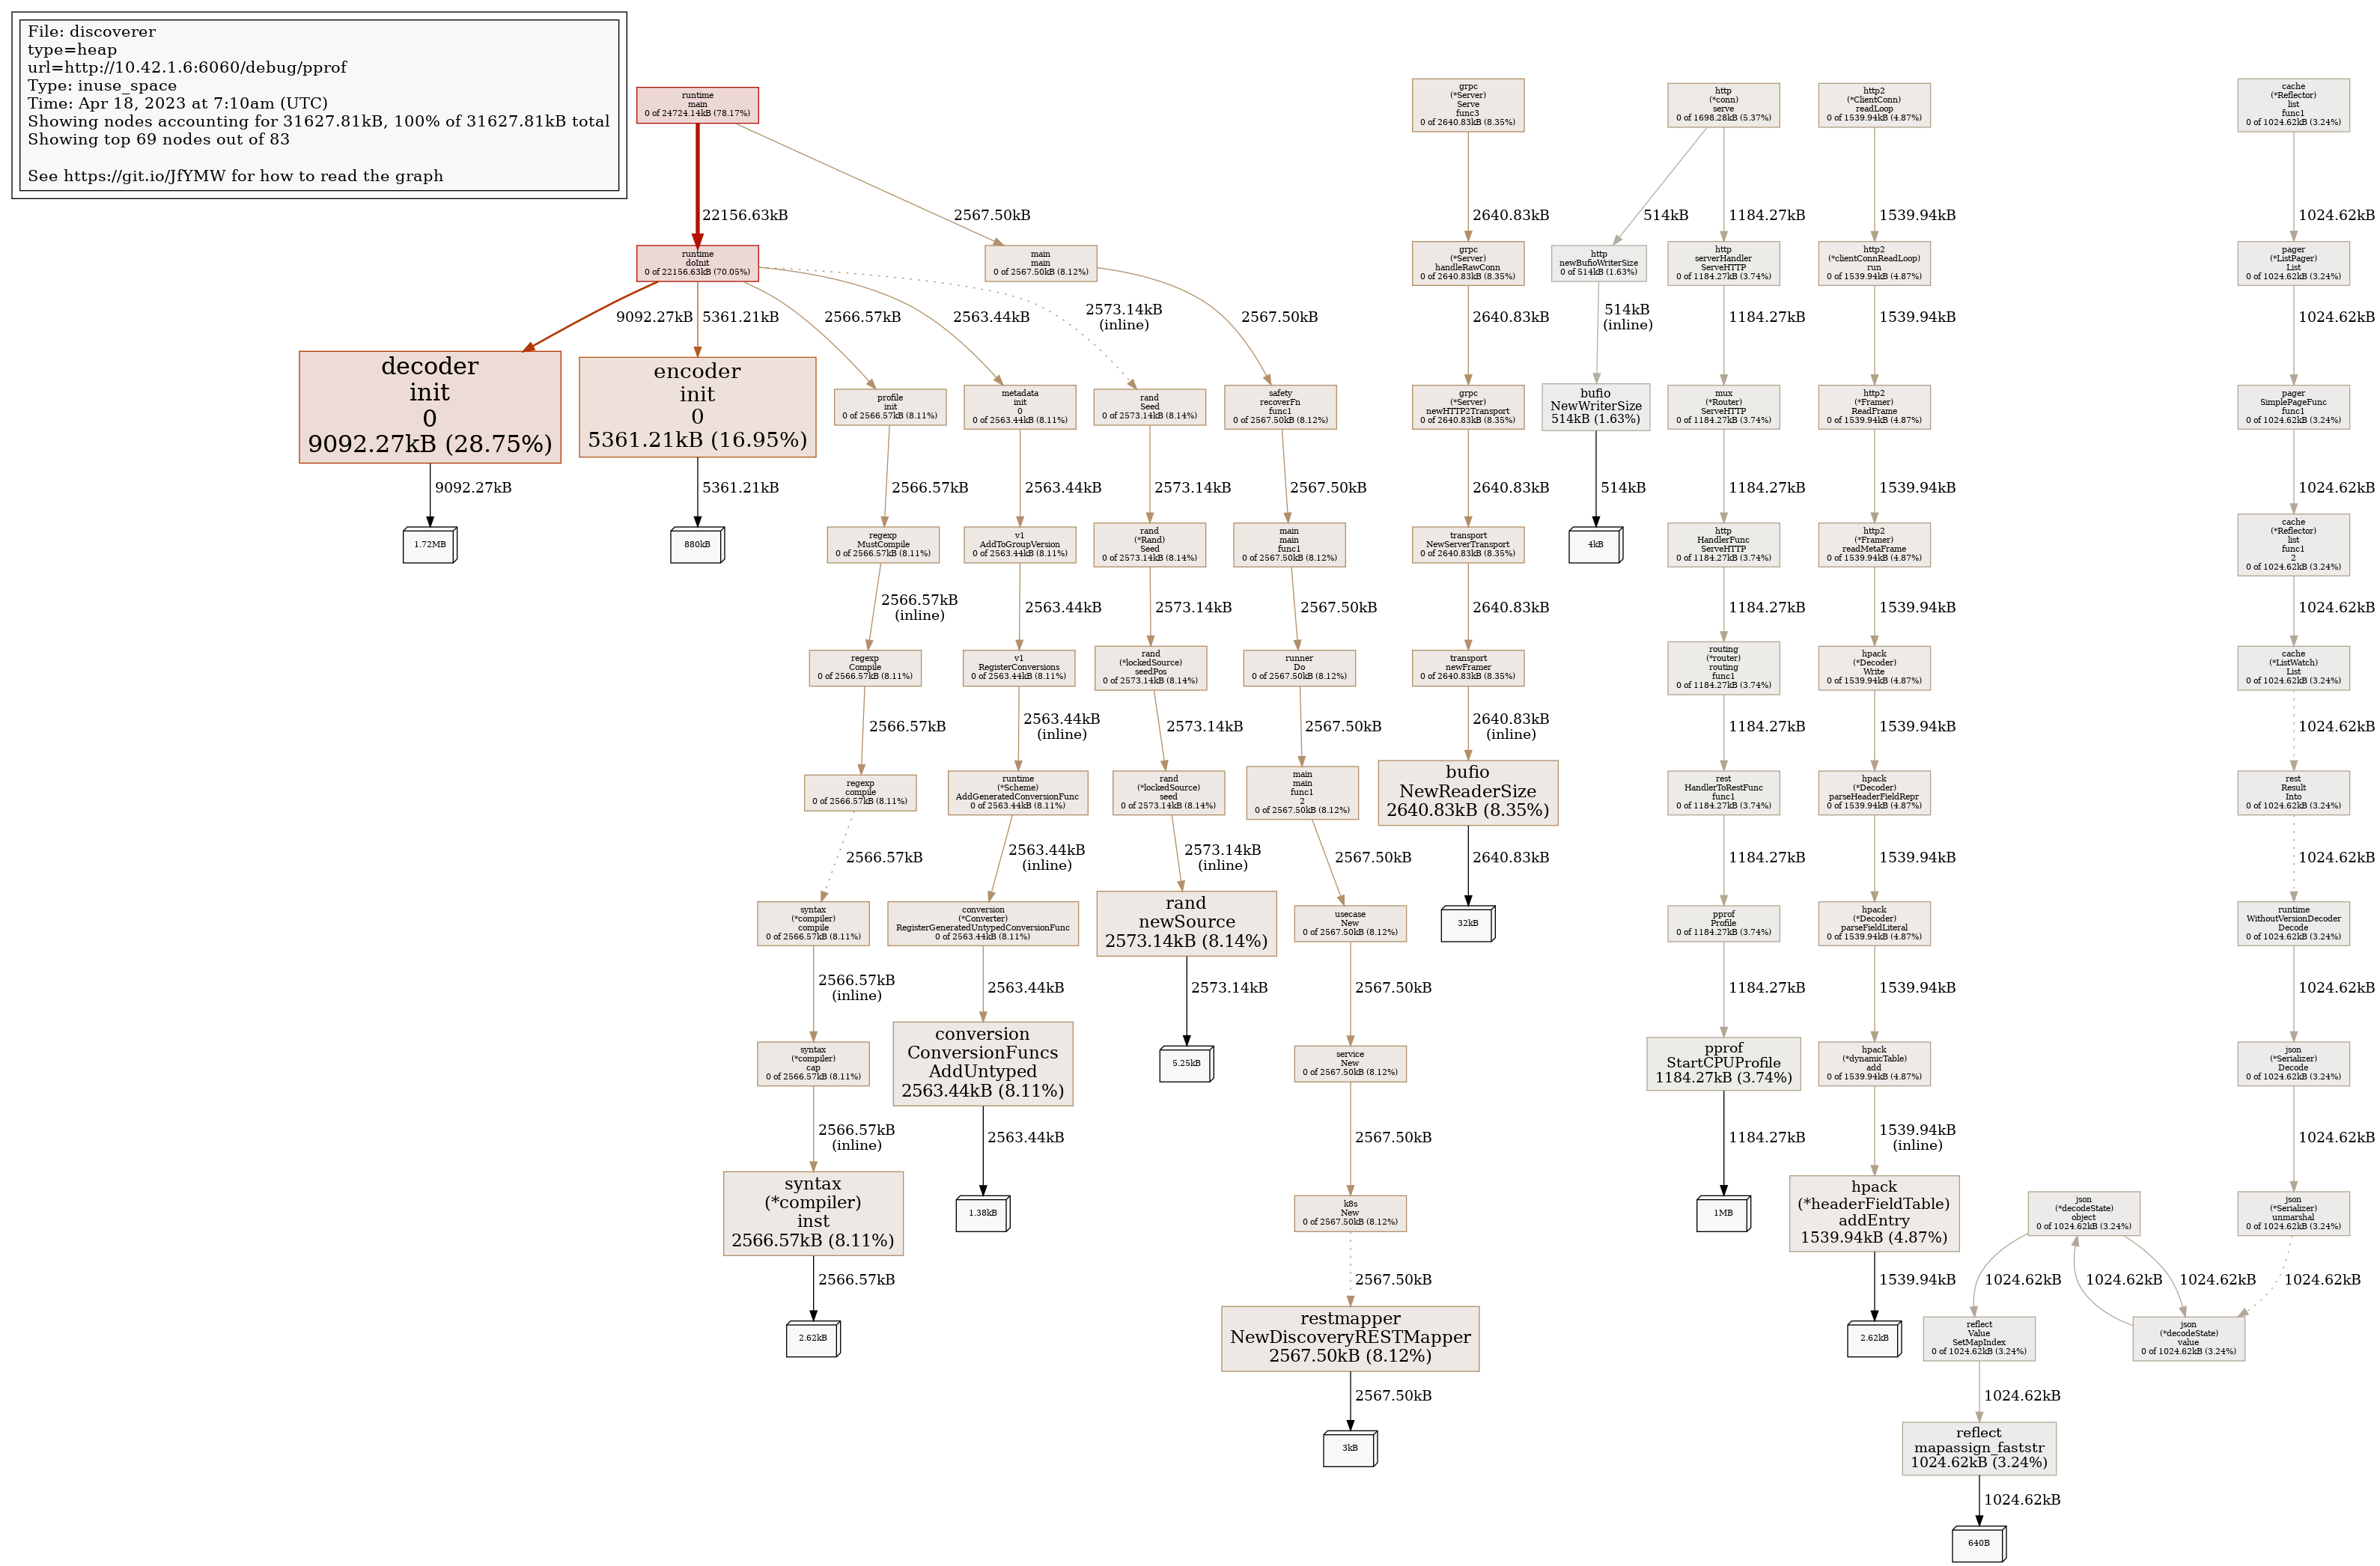 File: discoverer
type=heap
url=http://10.42.1.6:6060/debug/pprof
Type: inuse_space
Time: Apr 18, 2023 at 7:10am (UTC)
Showing nodes accounting for 31627.81kB, 100% of 31627.81kB total
Showing top 69 nodes out of 83
See https://git.io/JfYMW for how to read the graph
runtime
main
0 of 24724.14kB (78.17%)
22156.63kB
2567.50kB
runtime
doInit
0 of 22156.63kB (70.05%)
9092.27kB
5361.21kB
2566.57kB
2563.44kB
2573.14kB
(inline)
decoder
init
0
9092.27kB (28.75%)
9092.27kB
1.72MB
encoder
init
0
5361.21kB (16.95%)
5361.21kB
880kB
profile
init
0 of 2566.57kB (8.11%)
2566.57kB
regexp
MustCompile
0 of 2566.57kB (8.11%)
2566.57kB
(inline)
regexp
Compile
0 of 2566.57kB (8.11%)
2566.57kB
regexp
compile
0 of 2566.57kB (8.11%)
2566.57kB
syntax
(*compiler)
compile
0 of 2566.57kB (8.11%)
2566.57kB
(inline)
syntax
(*compiler)
cap
0 of 2566.57kB (8.11%)
2566.57kB
(inline)
syntax
(*compiler)
inst
2566.57kB (8.11%)
2566.57kB
2.62kB
metadata
init
0
0 of 2563.44kB (8.11%)
2563.44kB
v1
AddToGroupVersion
0 of 2563.44kB (8.11%)
2563.44kB
v1
RegisterConversions
0 of 2563.44kB (8.11%)
2563.44kB
(inline)
runtime
(*Scheme)
AddGeneratedConversionFunc
0 of 2563.44kB (8.11%)
2563.44kB
(inline)
conversion
(*Converter)
RegisterGeneratedUntypedConversionFunc
0 of 2563.44kB (8.11%)
2563.44kB
conversion
ConversionFuncs
AddUntyped
2563.44kB (8.11%)
2563.44kB
1.38kB
rand
Seed
0 of 2573.14kB (8.14%)
2573.14kB
rand
(*Rand)
Seed
0 of 2573.14kB (8.14%)
2573.14kB
rand
(*lockedSource)
seedPos
0 of 2573.14kB (8.14%)
2573.14kB
rand
(*lockedSource)
seed
0 of 2573.14kB (8.14%)
2573.14kB
(inline)
rand
newSource
2573.14kB (8.14%)
2573.14kB
5.25kB
main
main
0 of 2567.50kB (8.12%)
2567.50kB
safety
recoverFn
func1
0 of 2567.50kB (8.12%)
2567.50kB
main
main
func1
0 of 2567.50kB (8.12%)
2567.50kB
runner
Do
0 of 2567.50kB (8.12%)
2567.50kB
main
main
func1
2
0 of 2567.50kB (8.12%)
2567.50kB
usecase
New
0 of 2567.50kB (8.12%)
2567.50kB
service
New
0 of 2567.50kB (8.12%)
2567.50kB
k8s
New
0 of 2567.50kB (8.12%)
2567.50kB
restmapper
NewDiscoveryRESTMapper
2567.50kB (8.12%)
2567.50kB
3kB
grpc
(*Server)
Serve
func3
0 of 2640.83kB (8.35%)
2640.83kB
grpc
(*Server)
handleRawConn
0 of 2640.83kB (8.35%)
2640.83kB
grpc
(*Server)
newHTTP2Transport
0 of 2640.83kB (8.35%)
2640.83kB
transport
NewServerTransport
0 of 2640.83kB (8.35%)
2640.83kB
transport
newFramer
0 of 2640.83kB (8.35%)
2640.83kB
(inline)
bufio
NewReaderSize
2640.83kB (8.35%)
2640.83kB
32kB
http
(*conn)
serve
0 of 1698.28kB (5.37%)
514kB
1184.27kB
http
newBufioWriterSize
0 of 514kB (1.63%)
514kB
(inline)
bufio
NewWriterSize
514kB (1.63%)
514kB
4kB
http
serverHandler
ServeHTTP
0 of 1184.27kB (3.74%)
1184.27kB
mux
(*Router)
ServeHTTP
0 of 1184.27kB (3.74%)
1184.27kB
http
HandlerFunc
ServeHTTP
0 of 1184.27kB (3.74%)
1184.27kB
routing
(*router)
routing
func1
0 of 1184.27kB (3.74%)
1184.27kB
rest
HandlerToRestFunc
func1
0 of 1184.27kB (3.74%)
1184.27kB
pprof
Profile
0 of 1184.27kB (3.74%)
1184.27kB
pprof
StartCPUProfile
1184.27kB (3.74%)
1184.27kB
1MB
http2
(*ClientConn)
readLoop
0 of 1539.94kB (4.87%)
1539.94kB
http2
(*clientConnReadLoop)
run
0 of 1539.94kB (4.87%)
1539.94kB
http2
(*Framer)
ReadFrame
0 of 1539.94kB (4.87%)
1539.94kB
http2
(*Framer)
readMetaFrame
0 of 1539.94kB (4.87%)
1539.94kB
hpack
(*Decoder)
Write
0 of 1539.94kB (4.87%)
1539.94kB
hpack
(*Decoder)
parseHeaderFieldRepr
0 of 1539.94kB (4.87%)
1539.94kB
hpack
(*Decoder)
parseFieldLiteral
0 of 1539.94kB (4.87%)
1539.94kB
hpack
(*dynamicTable)
add
0 of 1539.94kB (4.87%)
1539.94kB
(inline)
hpack
(*headerFieldTable)
addEntry
1539.94kB (4.87%)
1539.94kB
2.62kB
cache
(*Reflector)
list
func1
0 of 1024.62kB (3.24%)
1024.62kB
pager
(*ListPager)
List
0 of 1024.62kB (3.24%)
1024.62kB
pager
SimplePageFunc
func1
0 of 1024.62kB (3.24%)
1024.62kB
cache
(*Reflector)
list
func1
2
0 of 1024.62kB (3.24%)
1024.62kB
cache
(*ListWatch)
List
0 of 1024.62kB (3.24%)
1024.62kB
rest
Result
Into
0 of 1024.62kB (3.24%)
1024.62kB
runtime
WithoutVersionDecoder
Decode
0 of 1024.62kB (3.24%)
1024.62kB
json
(*Serializer)
Decode
0 of 1024.62kB (3.24%)
1024.62kB
json
(*Serializer)
unmarshal
0 of 1024.62kB (3.24%)
1024.62kB
json
(*decodeState)
object
0 of 1024.62kB (3.24%)
1024.62kB
1024.62kB
1024.62kB
json
(*decodeState)
value
0 of 1024.62kB (3.24%)
reflect
Value
SetMapIndex
0 of 1024.62kB (3.24%)
1024.62kB
reflect
mapassign_faststr
1024.62kB (3.24%)
1024.62kB
640B